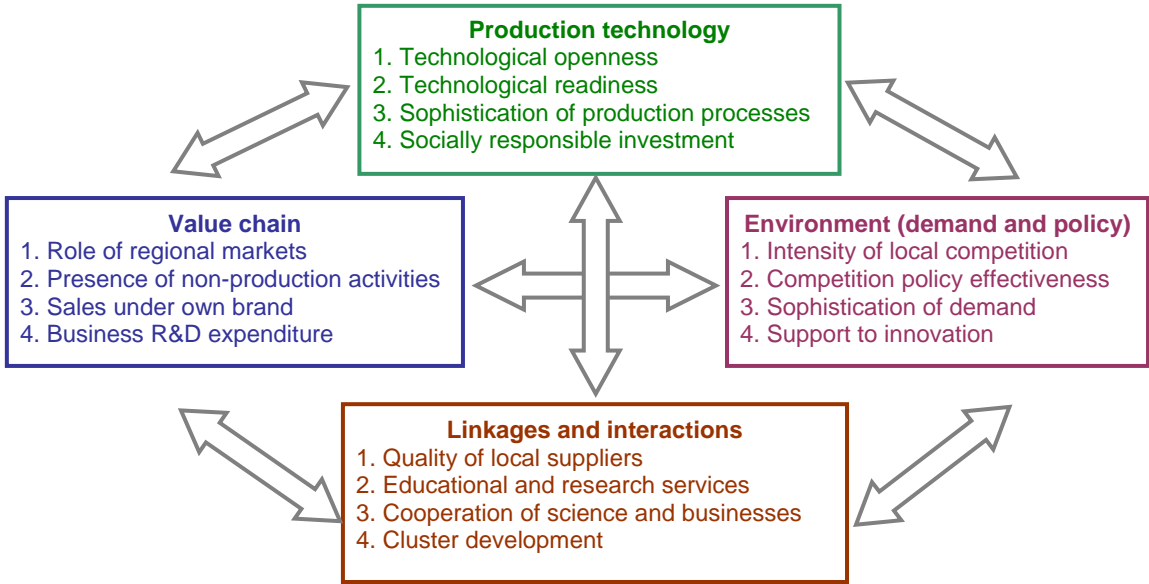 Production technology
1. Technological openness
2. Technological readiness
3. Sophistication of production processes
4. Socially responsible investment
Value chain
1. Role of regional markets
2. Presence of non-production activities
3. Sales under own brand
4. Business R&D expenditure
Environment (demand and policy)
1. Intensity of local competition
2. Competition policy effectiveness
3. Sophistication of demand
4. Support to innovation
Linkages and interactions
1. Quality of local suppliers
2. Educational and research services
3. Cooperation of science and businesses
4. Cluster development